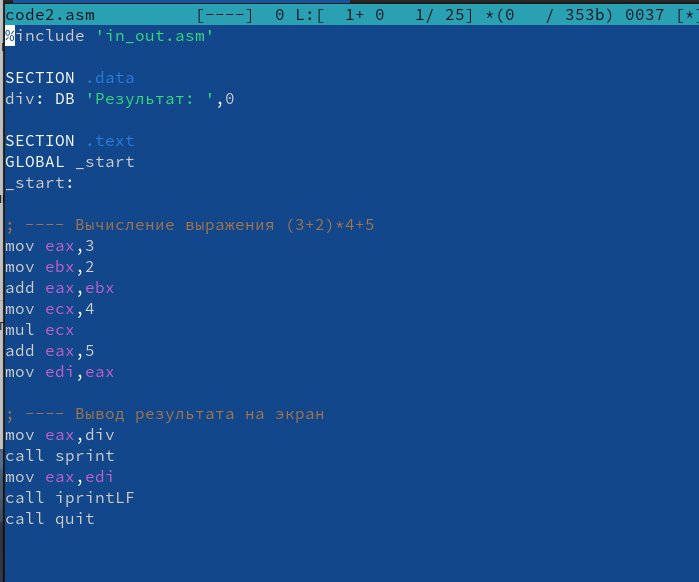 code2.asm [----] 0 L:[ 1+ 0 1/ 25] *(0 / 353b) 0037 [*]
%include 'in_out.asm'
SECTION .data
div: DB 'Результат: ',0
SECTION .text
GLOBAL _start
_start:
; ---- Вычисление выражения (3+2)*4+5
mov eax,3
mov ebx,2
add eax,ebx
mov ecx,4
mul ecx
add eax,5
mov edi,eax
; ---- Вывод результата на экран
mov eax,div
call sprint
mov eax,edi
call iprintLF
call quit